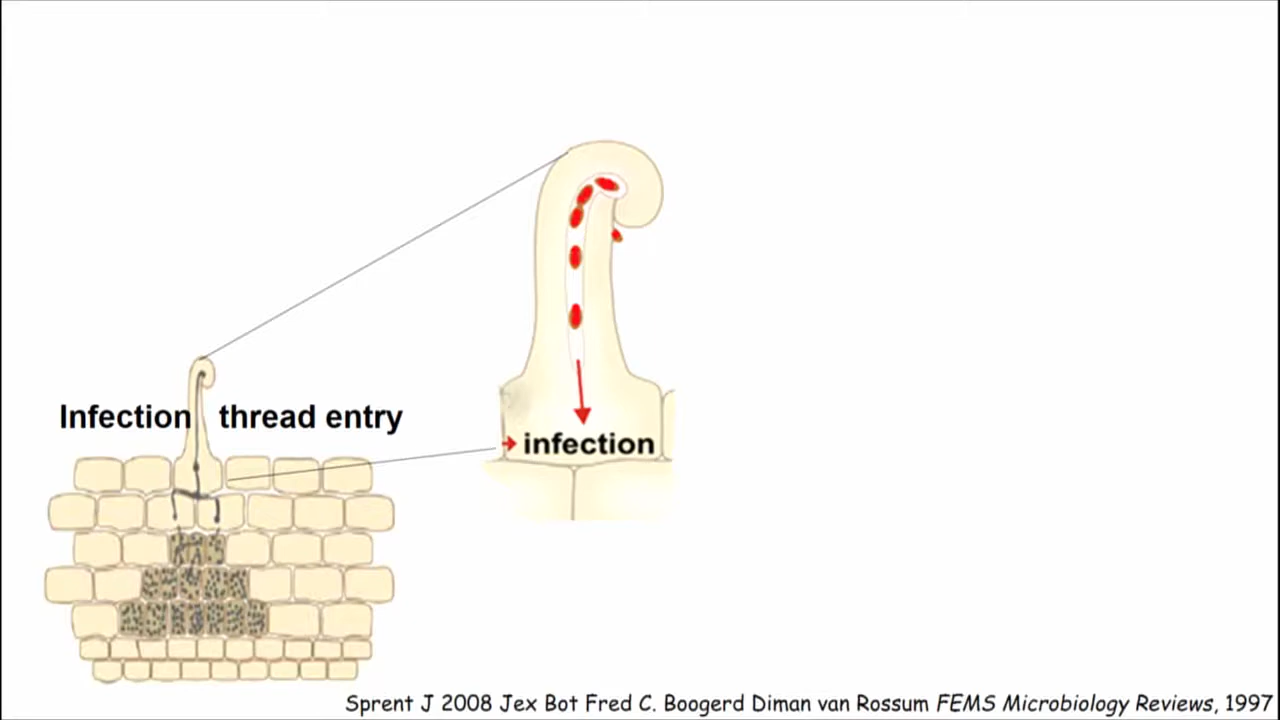 Infection thread entry
infection
Sprent J 2008 Jex Bot Fred C. Boogerd Diman van Rossum FEMS Microbiology Reviews, 1997